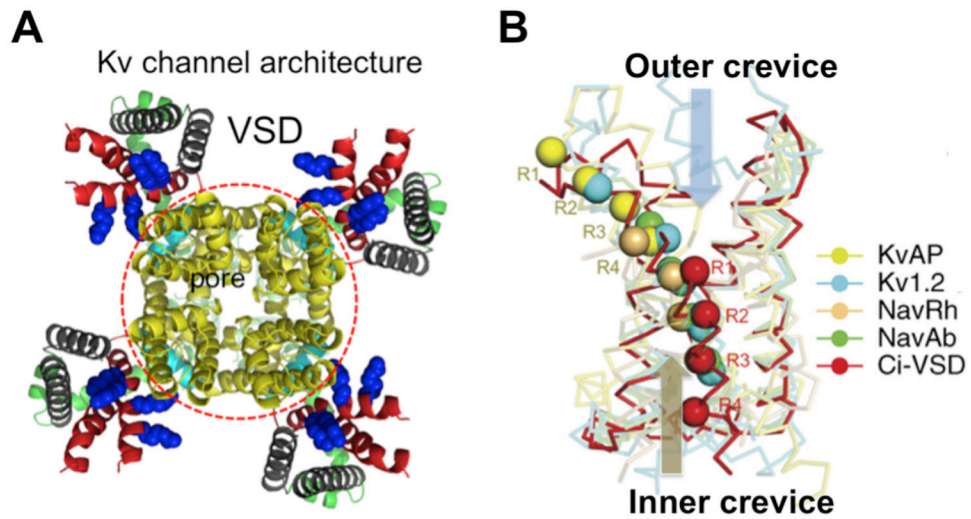 A
Kv channel architecture
VSD
pore
B
Outer crevice
R1
R2
R3
R4
R1
R2
R3
R4
KvAP
Kv1.2
NavRh
NavAb
Ci-VSD
Inner crevice